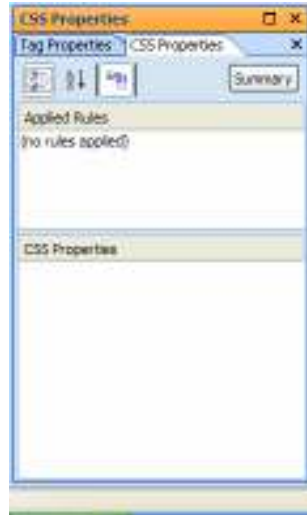 CSS Properties
Tag Properties CSS Properties
Summary
Applied Rules
(no rules applied)
CSS Properties